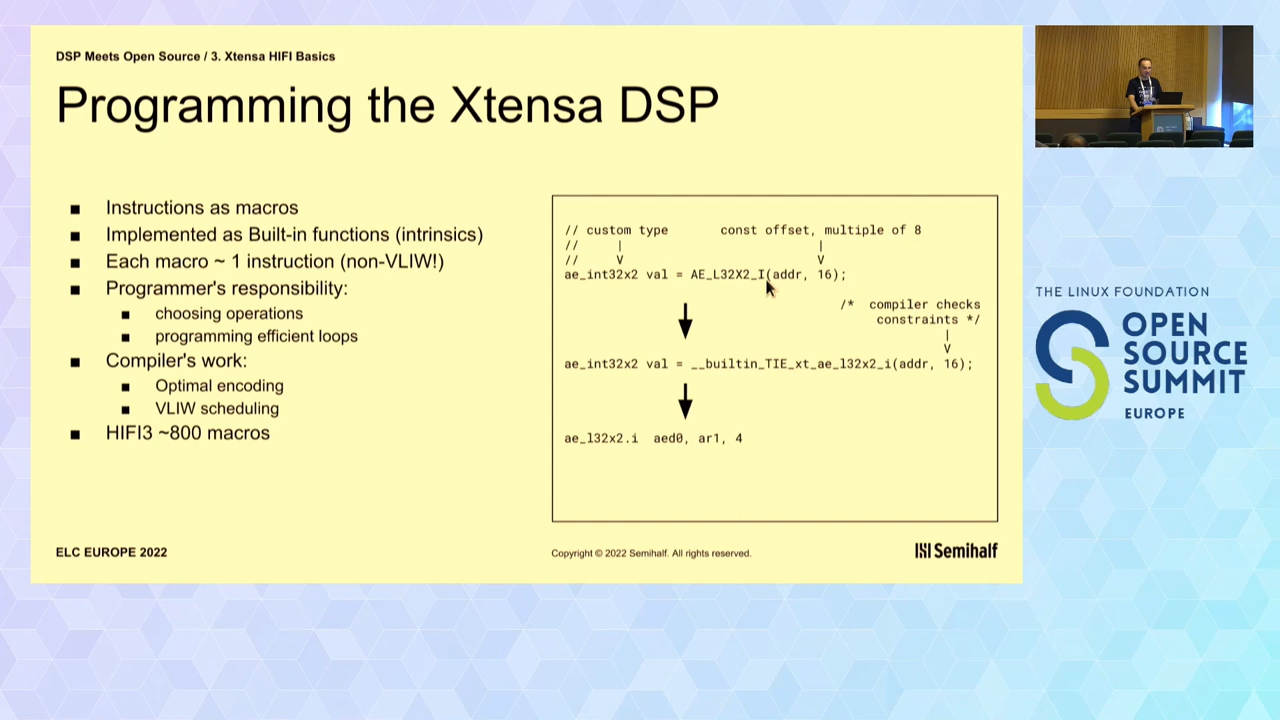 DSP Meets Open Source / 3. Xtensa HIFI Basics
Programming the Xtensa DSP
■ Instructions as macros
■ Implemented as Built-in functions (intrinsics)
■ Each macro ~ 1 instruction (non-VLIW!)
■ Programmer's responsibility:
■ choosing operations
■ programming efficient loops
■ Compiler's work:
■ Optimal encoding
■ VLIW scheduling
■ HIFI3 ~800 macros
// custom type const offset, multiple of 8
// | |
// V V
ae_int32x2 val = AE_L32X2_I(addr, 16);
/* compiler checks
constraints */
|
V
ae_int32x2 val = __builtin_TIE_xt_ae_l32x2_i(addr, 16);
ae_l32x2.i aed0, ar1, 4
ELC EUROPE 2022
Copyright © 2022 Semihalf. All rights reserved.
Semihalf
THE LINUX FOUNDATION
OPEN
SOURCE
SUMMIT
EUROPE